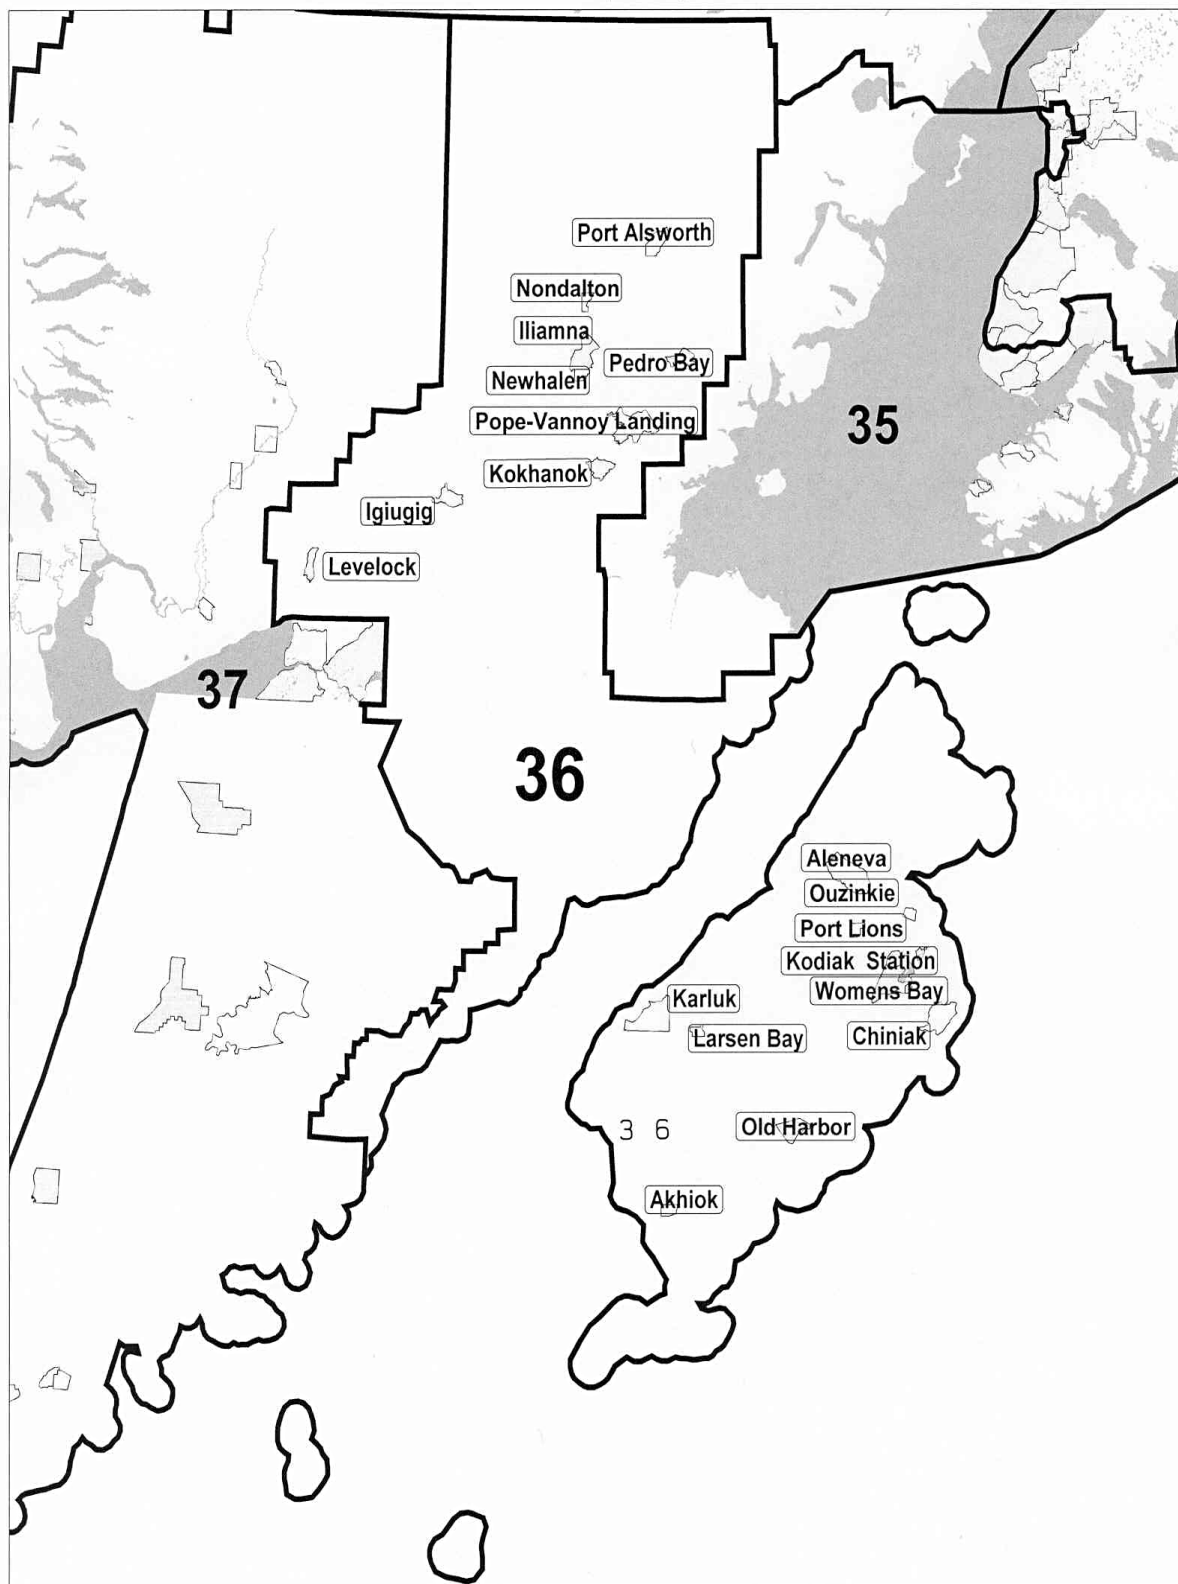 Port Alsworth
Nondalton
Iliamna
Pedro Bay
Newhalen
Pope-Vannoy Landing
35
Kokhanok
Igiugig
Levelock
37
36
Aleneva
Ouzinkie
Port Lions
Kodiak Station
Womens Bay
Karluk
Larsen Bay
Chiniak
3 6
Old Harbor
Akhiok